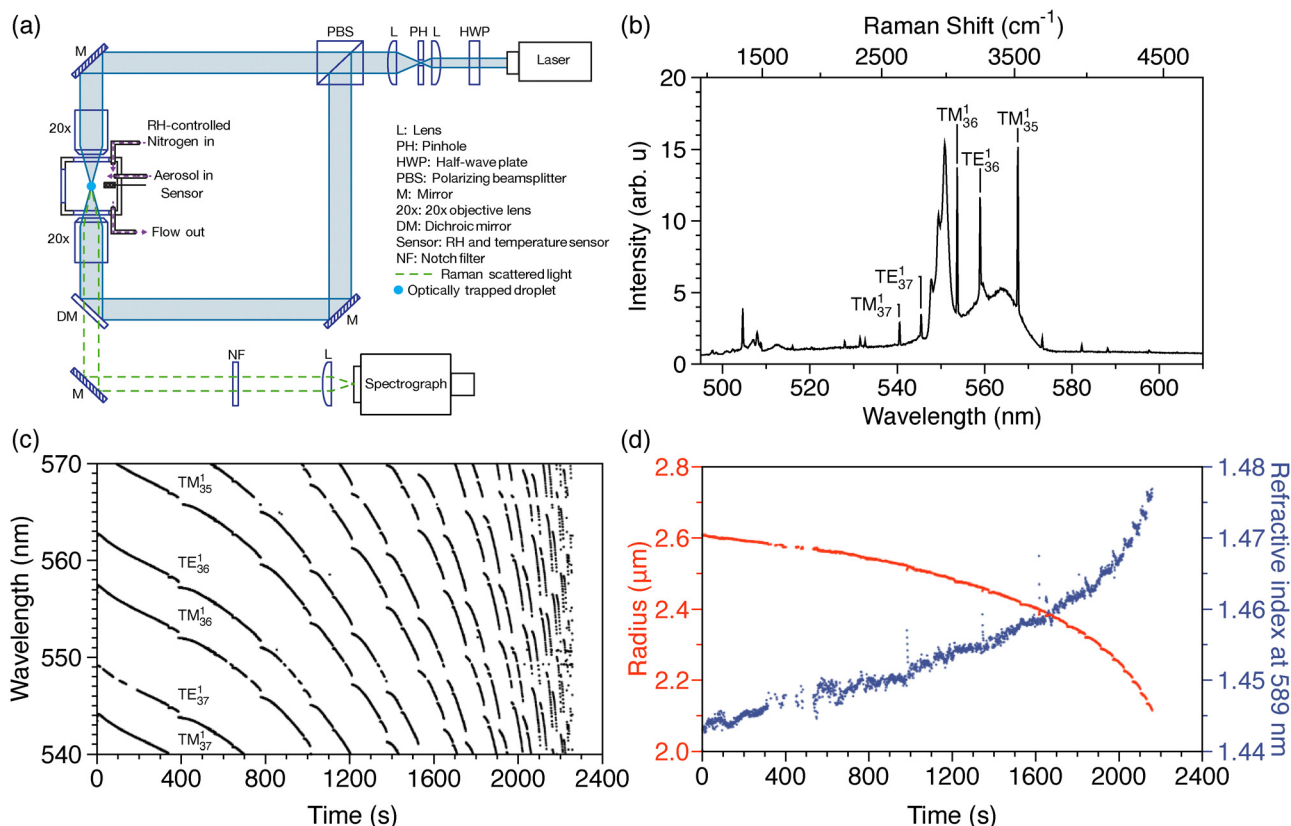 (a)
M
PBS
L
PH
L
HWP
Laser
20x
RH-controlled
Nitrogen in
Aerosol in
Sensor
Flow out
20x
DM
M
M
NF
L
Spectrograph
L: Lens
PH: Pinhole
HWP: Half-wave plate
PBS: Polarizing beamsplitter
M: Mirror
20x: 20x objective lens
DM: Dichroic mirror
Sensor: RH and temperature sensor
NF: Notch filter
Raman scattered light
Optically trapped droplet
(b)
Raman Shift (cm⁻¹)
1500 2500 3500 4500
Intensity (arb. u)
20
15
10
5
0
TM¹₃₆
TM¹₃₅
TE¹₃₆
TE¹₃₇
TM¹₃₇
500 520 540 560 580 600
Wavelength (nm)
(c)
Wavelength (nm)
570
560
550
540
TM¹₃₅
TE¹₃₆
TM¹₃₆
TE¹₃₇
TM¹₃₇
0 400 800 1200 1600 2000 2400
Time (s)
(d)
Radius (µm)
2.8
2.6
2.4
2.2
2.0
1.48
1.47
1.46
1.45
1.44
Refractive index at 589 nm
0 400 800 1200 1600 2000 2400
Time (s)